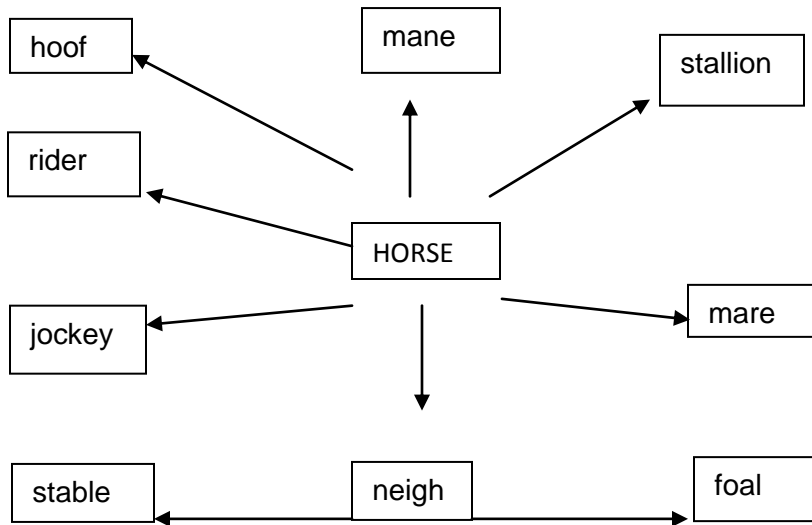 hoof
mane
stallion
rider
HORSE
jockey
mare
stable
neigh
foal